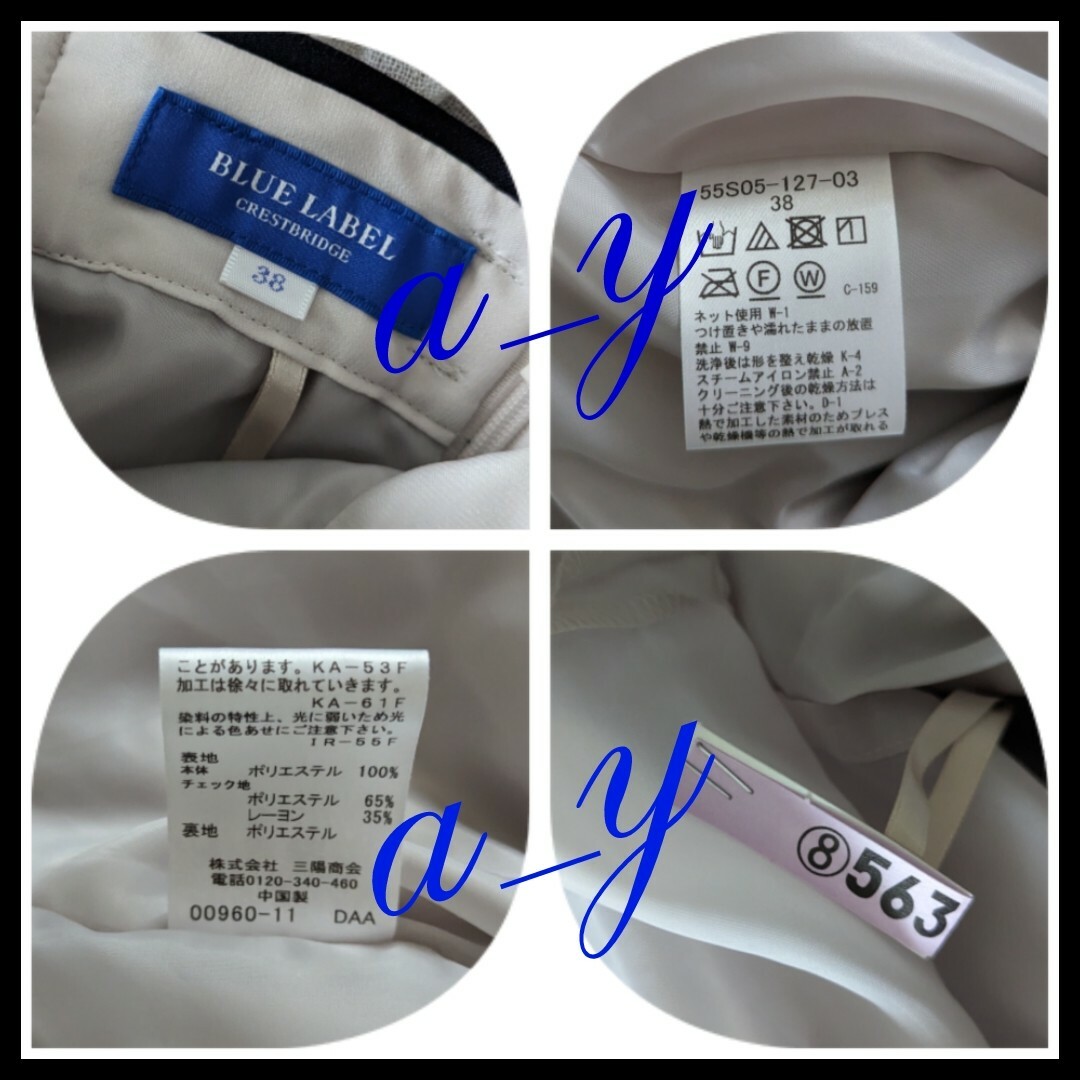 BLUE LABEL
CRESTBRIDGE
38
55S05-127-03
38
F W C-159
ネット使用 W-1
つけ置きや濡れたままの放置
禁止 W-9
洗浄後は形を整え乾燥 K-4
スチームアイロン禁止 A-2
クリーニング後の乾燥方法は
十分ご注意下さい。D-1
熱で加工した素材のためプレス
や乾燥機等の熱で加工が取れる
a_y
ことがあります。KA-53F
加工は徐々に取れていきます。
KA-61F
染料の特性上、光に弱いため光
による色あせにご注意下さい。
IR-55F
表地
本体 ポリエステル 100%
チェック地
ポリエステル 65%
レーヨン 35%
裏地 ポリエステル
株式会社 三陽商会
電話0120-340-460
中国製
00960-11 DAA
⑧563
a_y